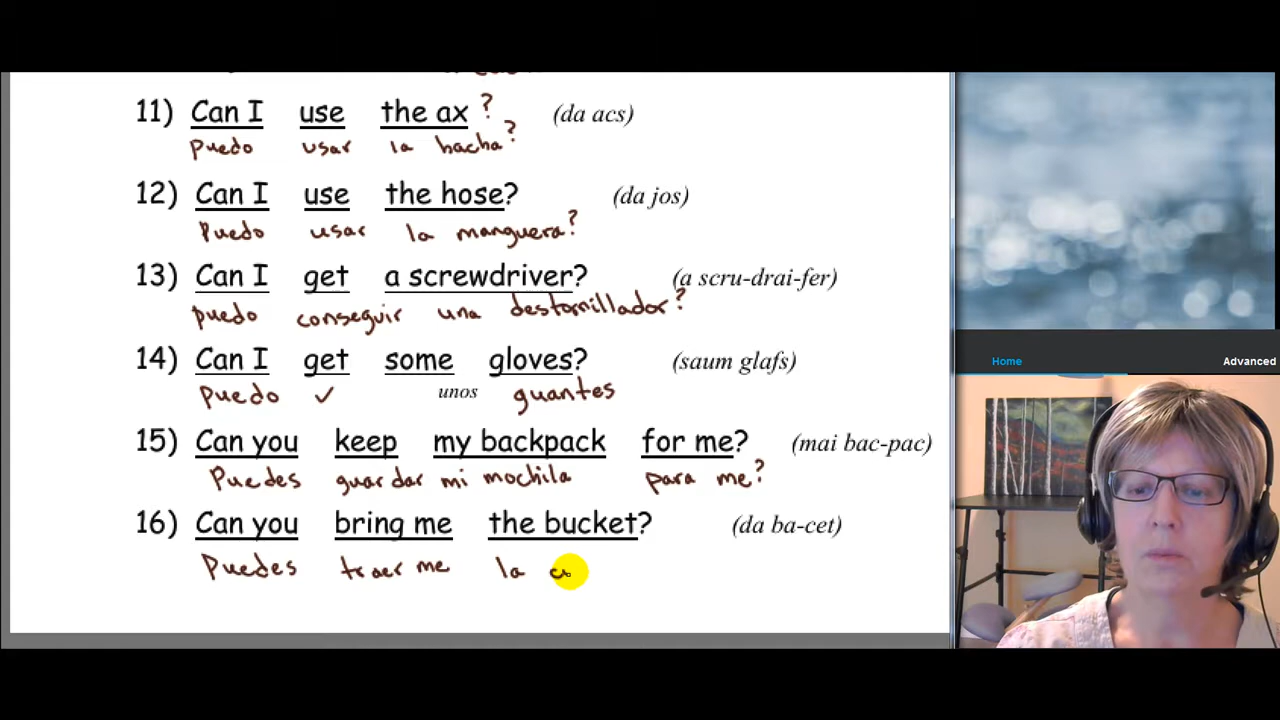 11) Can I use the ax ? (da acs)
puedo usar la hacha?
12) Can I use the hose? (da jos)
Puedo usar la manguera?
13) Can I get a screwdriver? (a scru-drai-fer)
puedo conseguir una destornillador?
14) Can I get some gloves? (saum glafs)
Puedo ✓ unos guantes
15) Can you keep my backpack for me? (mai bac-pac)
Puedes guardar mi mochila para me?
16) Can you bring me the bucket? (da ba-cet)
Puedes traer me la
Home Advanced